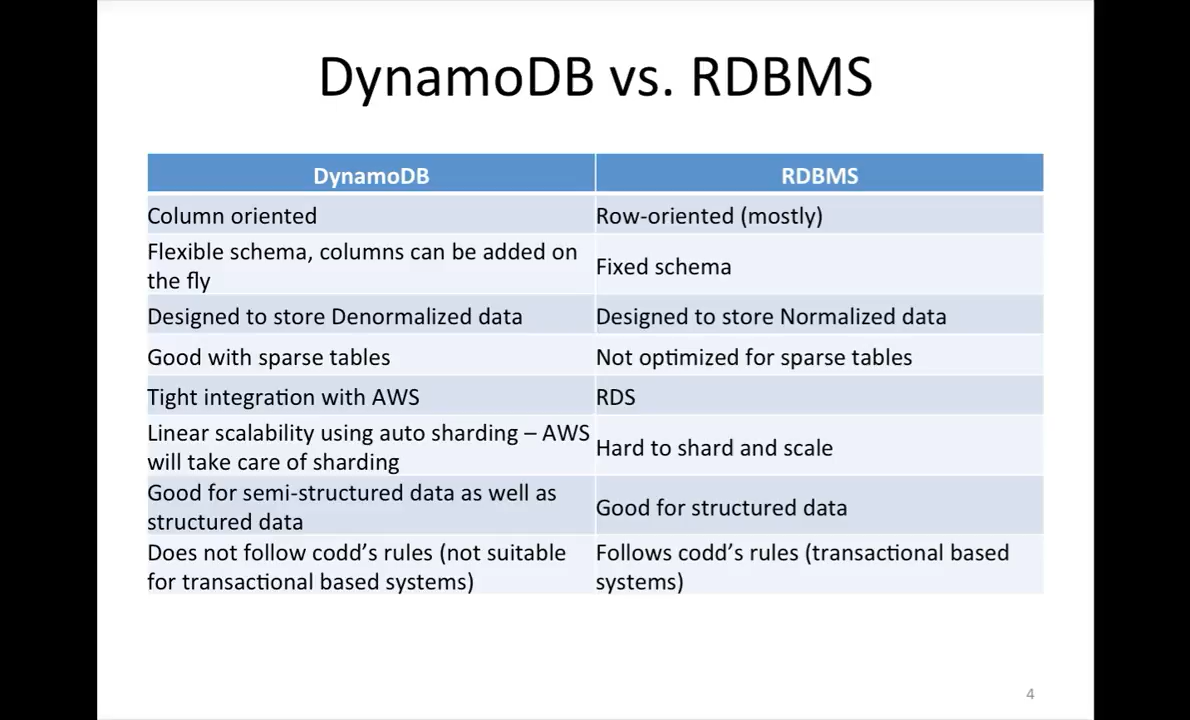 DynamoDB vs. RDBMS
DynamoDB
RDBMS
Column oriented
Row-oriented (mostly)
Flexible schema, columns can be added on
the fly
Fixed schema
Designed to store Denormalized data
Designed to store Normalized data
Good with sparse tables
Not optimized for sparse tables
Tight integration with AWS
RDS
Linear scalability using auto sharding – AWS
will take care of sharding
Hard to shard and scale
Good for semi-structured data as well as
structured data
Good for structured data
Does not follow codd’s rules (not suitable
for transactional based systems)
Follows codd’s rules (transactional based
systems)
4